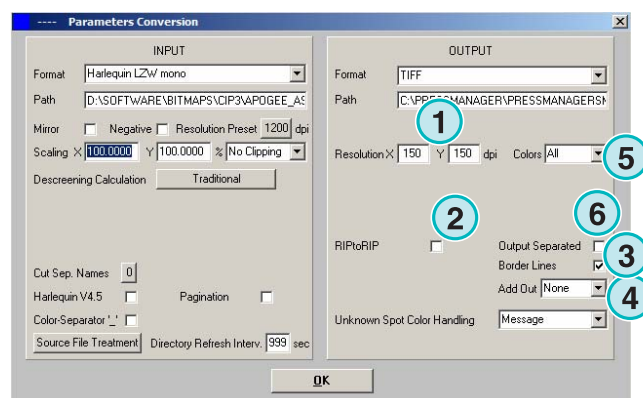 ---- Parameters Conversion
INPUT
Format Harlequin LZW mono
Path D:\SOFTWARE\BITMAPS\CIP3\APOGEE_AS
Mirror Negative Resolution Preset 1200 dpi
Scaling X 100.0000 Y 100.0000 % No Clipping
Descreening Calculation Traditional
Cut Sep. Names 0
Harlequin V4.5 Pagination
Color-Separator '_'
Source File Treatment Directory Refresh Interv. 999 sec
OUTPUT
Format TIFF
Path C:\PRESSMANAGER\PRESSMANAGERSN
1
Resolution X 150 Y 150 dpi Colors All 5
2 6
RIPtoRIP Output Separated
Border Lines 3
Add Out None 4
Unknown Spot Color Handling Message
OK